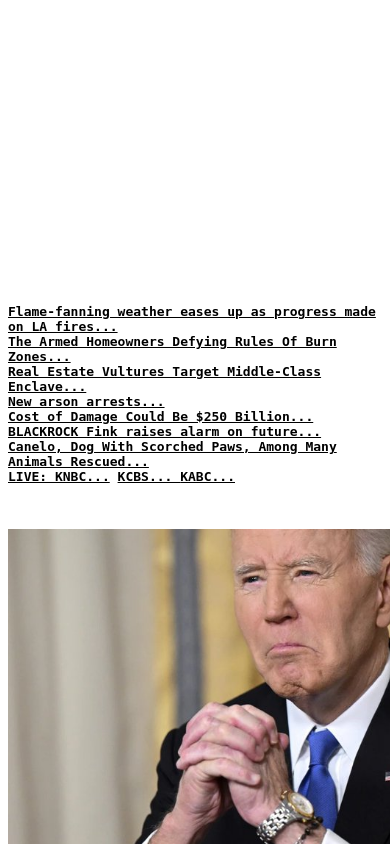 Flame-fanning weather eases up as progress made
on LA fires...
The Armed Homeowners Defying Rules Of Burn
Zones...
Real Estate Vultures Target Middle-Class
Enclave...
New arson arrests...
Cost of Damage Could Be $250 Billion...
BLACKROCK Fink raises alarm on future...
Canelo, Dog With Scorched Paws, Among Many
Animals Rescued...
LIVE: KNBC... KCBS... KABC...